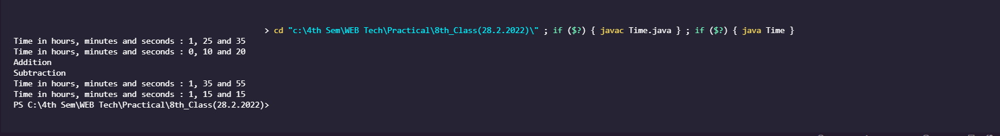 > cd "c:\4th Sem\WEB Tech\Practical\8th_Class(28.2.2022)\" ; if ($?) { javac Time.java } ; if ($?) { java Time }
Time in hours, minutes and seconds : 1, 25 and 35
Time in hours, minutes and seconds : 0, 10 and 20
Addition
Subtraction
Time in hours, minutes and seconds : 1, 35 and 55
Time in hours, minutes and seconds : 1, 15 and 15
PS C:\4th Sem\WEB Tech\Practical\8th_Class(28.2.2022)>